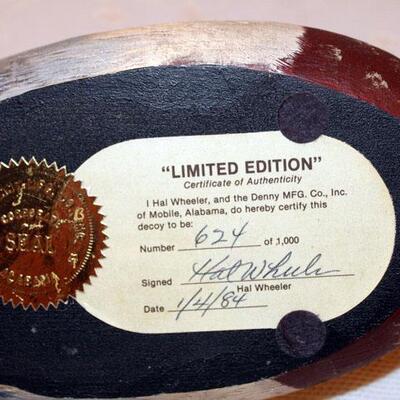 "LIMITED EDITION"
Certificate of Authenticity
I Hal Wheeler, and the Denny MFG. Co., Inc.
of Mobile, Alabama, do hereby certify this
decoy to be:
Number 624 of 1,000
Signed Hal Wheeler
Hal Wheeler
Date 1/4/84
SEAL